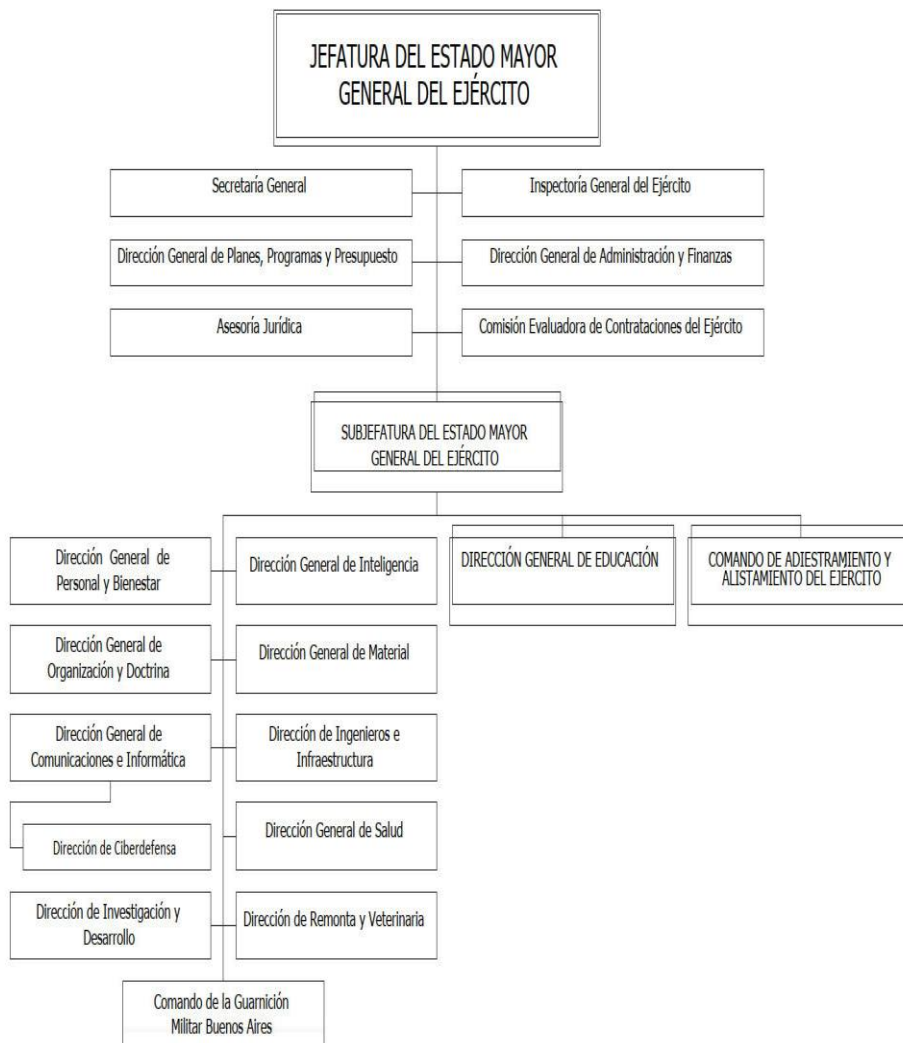 JEFATURA DEL ESTADO MAYOR
GENERAL DEL EJÉRCITO
Secretaría General
Inspectoría General del Ejército
Dirección General de Planes, Programas y Presupuesto
Dirección General de Administración y Finanzas
Asesoría Jurídica
Comisión Evaluadora de Contrataciones del Ejército
SUBJEFATURA DEL ESTADO MAYOR
GENERAL DEL EJÉRCITO
Dirección General de
Personal y Bienestar
Dirección General de Inteligencia
DIRECCIÓN GENERAL DE EDUCACIÓN
COMANDO DE ADIESTRAMIENTO Y
ALISTAMIENTO DEL EJÉRCITO
Dirección General de
Organización y Doctrina
Dirección General de Material
Dirección General de
Comunicaciones e Informática
Dirección de Ingenieros e
Infraestructura
Dirección de Ciberdefensa
Dirección General de Salud
Dirección de Investigación y
Desarrollo
Dirección de Remonta y Veterinaria
Comando de la Guarnición
Militar Buenos Aires